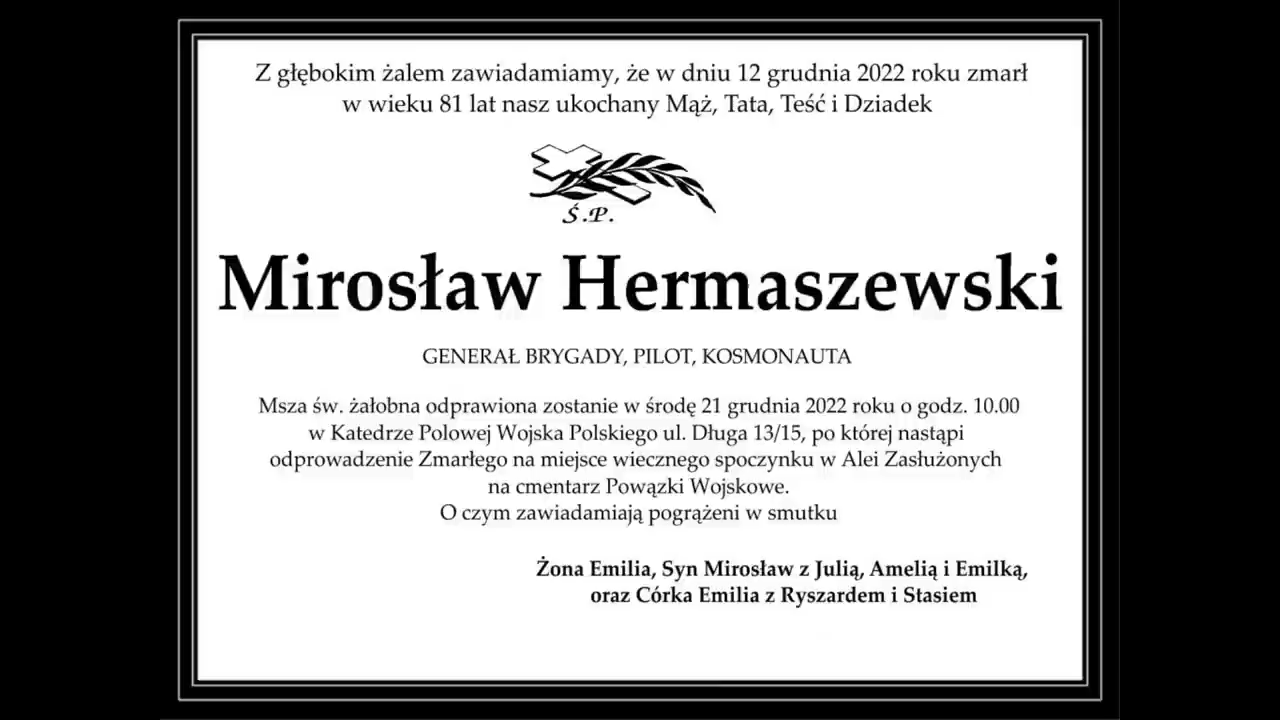 Z głębokim żalem zawiadamiamy, że w dniu 12 grudnia 2022 roku zmarł
w wieku 81 lat nasz ukochany Mąż, Tata, Teść i Dziadek
Ś.P.
Mirosław Hermaszewski
GENERAŁ BRYGADY, PILOT, KOSMONAUTA
Msza św. żałobna odprawiona zostanie w środę 21 grudnia 2022 roku o godz. 10.00
w Katedrze Polowej Wojska Polskiego ul. Długa 13/15, po której nastąpi
odprowadzenie Zmarłego na miejsce wiecznego spoczynku w Alei Zasłużonych
na cmentarz Powązki Wojskowe.
O czym zawiadamiają pogrążeni w smutku
Żona Emilia, Syn Mirosław z Julią, Amelią i Emilką,
oraz Córka Emilia z Ryszardem i Stasiem